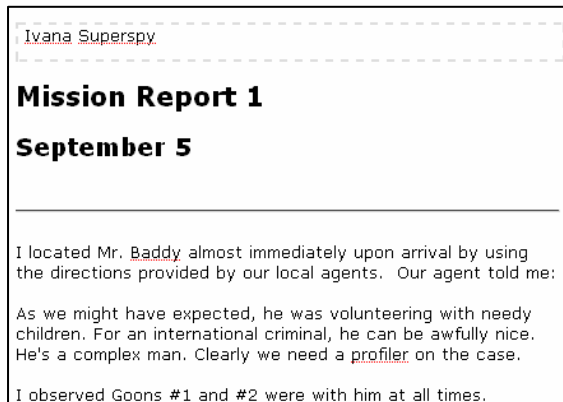 Ivana Superspy
Mission Report 1
September 5
I located Mr. Baddy almost immediately upon arrival by using
the directions provided by our local agents.  Our agent told me:
As we might have expected, he was volunteering with needy
children. For an international criminal, he can be awfully nice.
He's a complex man. Clearly we need a profiler on the case.
I observed Goons #1 and #2 were with him at all times.